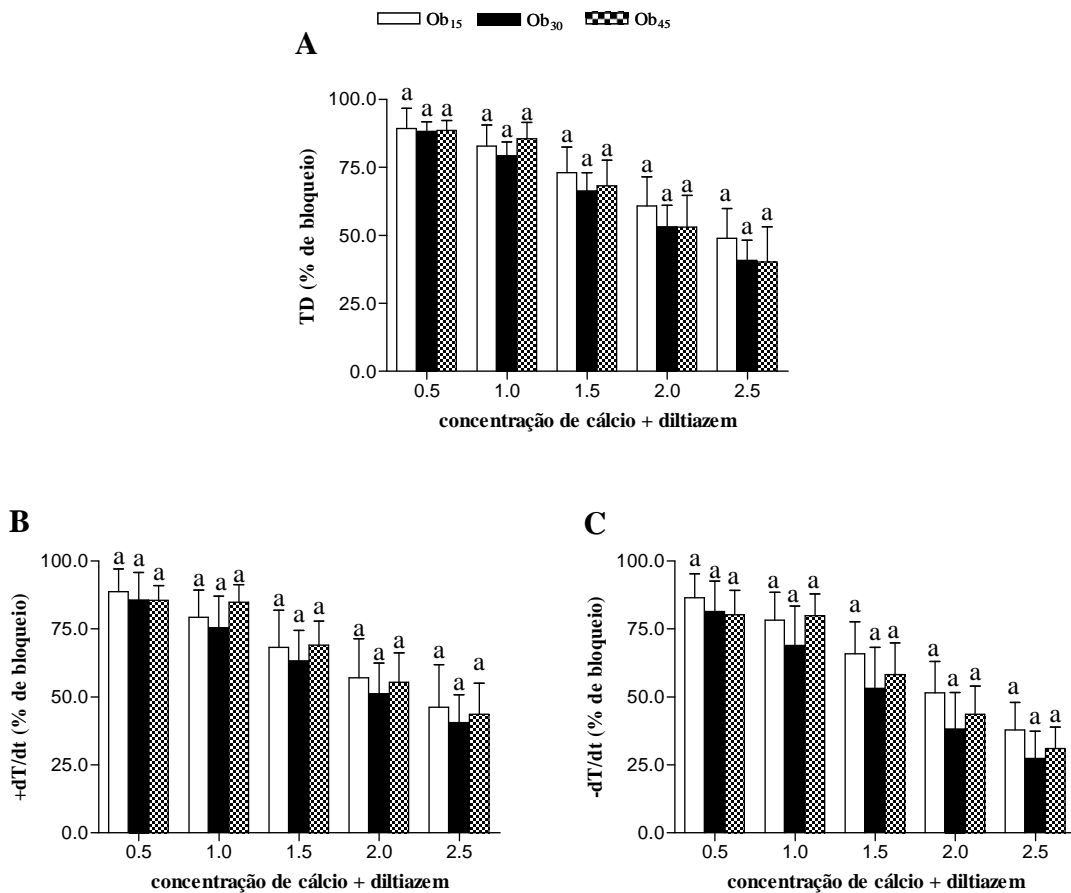 Ob15 Ob30 Ob45
A
a a a a a a a a a a a a a a a
100.0
75.0
50.0
25.0
0.0
TD (% de bloqueio)
0.5 1.0 1.5 2.0 2.5
concentração de cálcio + diltiazem
B
a a a a a a a a a a a a a a a
100.0
75.0
50.0
25.0
0.0
+dT/dt (% de bloqueio)
0.5 1.0 1.5 2.0 2.5
concentração de cálcio + diltiazem
C
a a a a a a a a a a a a a a a
100.0
75.0
50.0
25.0
0.0
-dT/dt (% de bloqueio)
0.5 1.0 1.5 2.0 2.5
concentração de cálcio + diltiazem